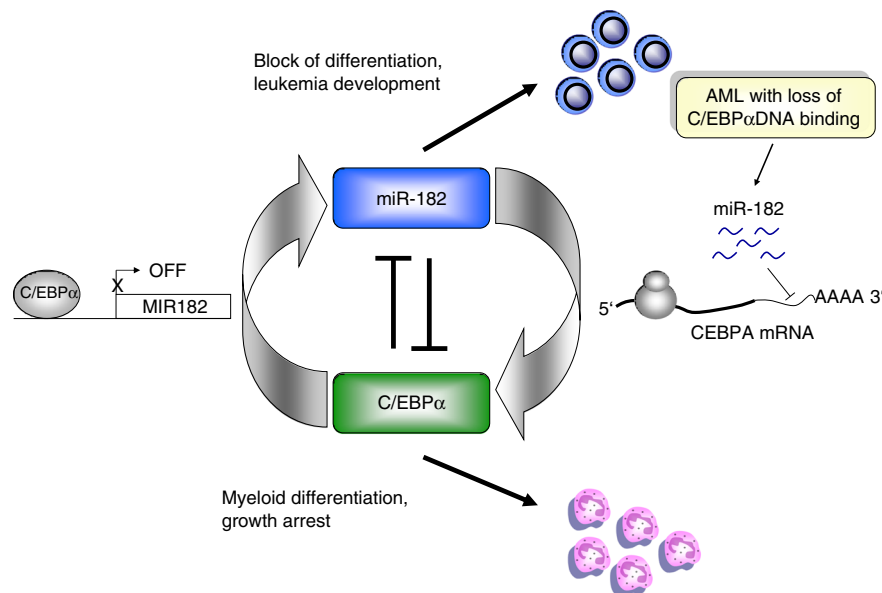 Block of differentiation,
leukemia development
AML with loss of
C/EBPαDNA binding
miR-182
miR-182
C/EBPα
X
OFF
MIR182
5‘
AAAA 3‘
CEBPA mRNA
C/EBPα
Myeloid differentiation,
growth arrest